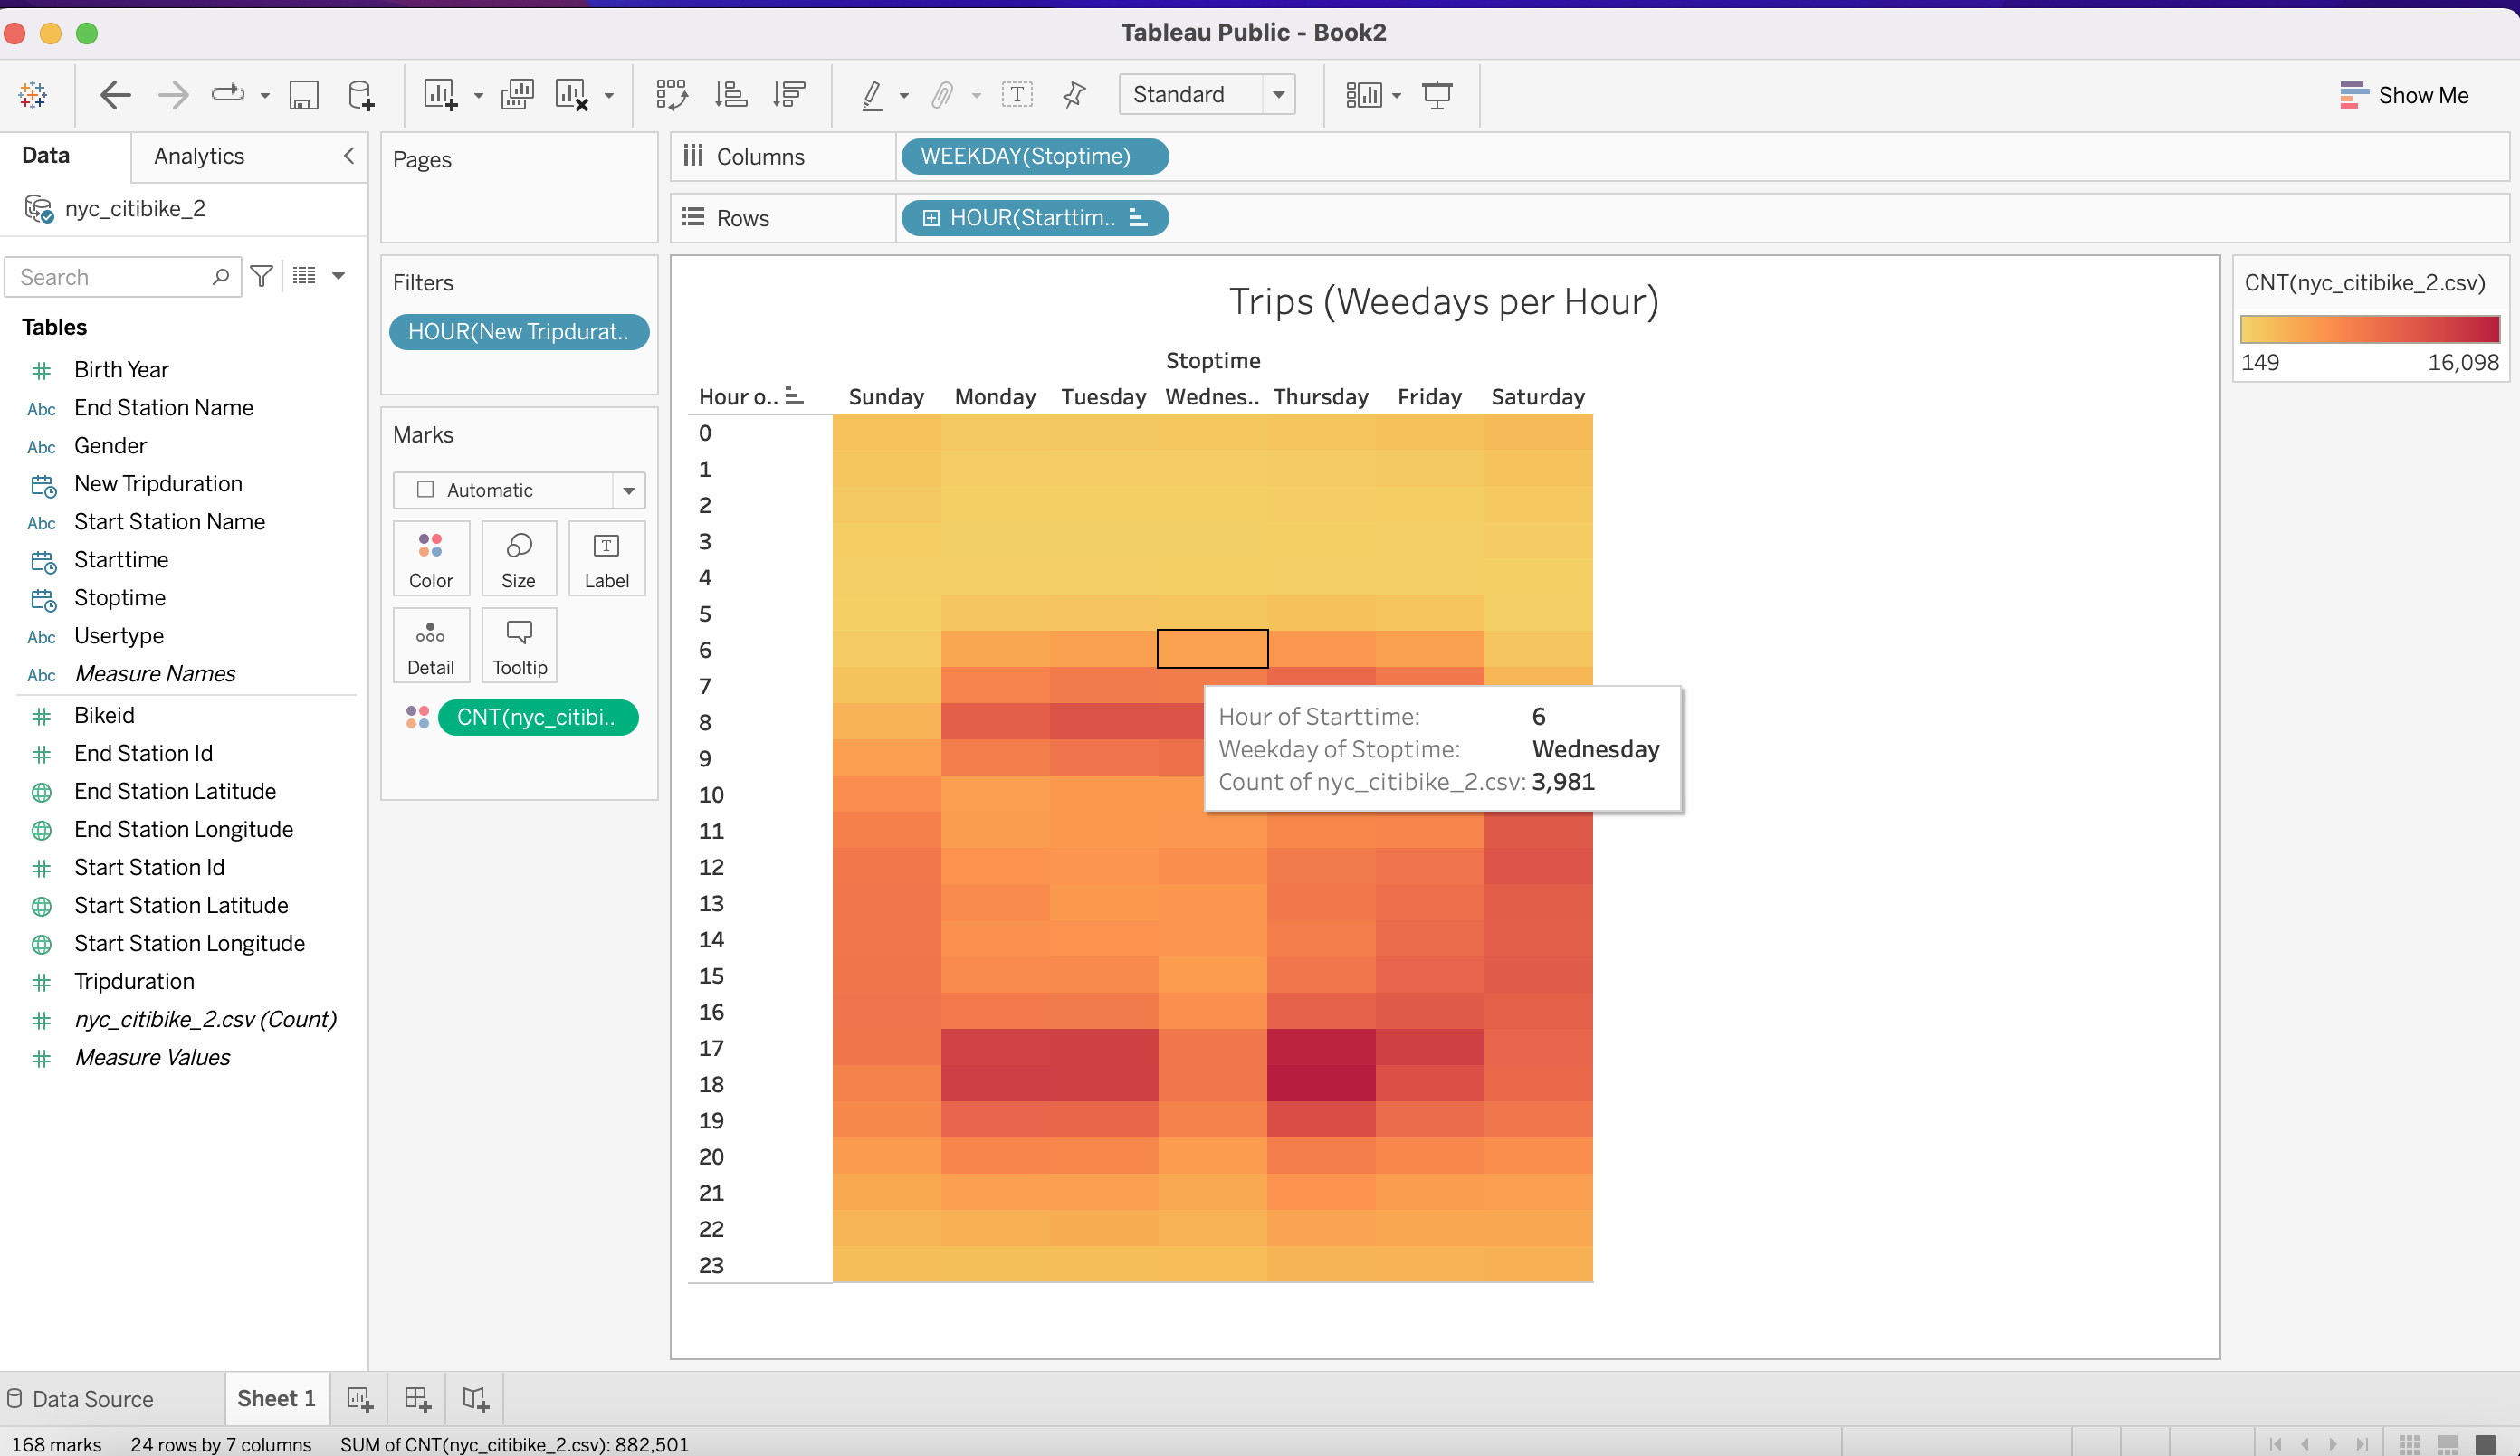 Tableau Public - Book2
Standard
Show Me
Data
Analytics
nyc_citibike_2
Search
Tables
Birth Year
Abc End Station Name
Abc Gender
New Tripduration
Abc Start Station Name
Starttime
Stoptime
Abc Usertype
Abc Measure Names
Bikeid
End Station Id
End Station Latitude
End Station Longitude
Start Station Id
Start Station Latitude
Start Station Longitude
Tripduration
nyc_citibike_2.csv (Count)
Measure Values
Pages
Filters
HOUR(New Tripdurat..
Marks
Automatic
Color Size Label
Detail Tooltip
CNT(nyc_citibi..
Columns WEEKDAY(Stoptime)
Rows HOUR(Starttim..
Trips (Weedays per Hour)
Stoptime
Hour o.. Sunday Monday Tuesday Wednes.. Thursday Friday Saturday
0
1
2
3
4
5
6
7
8
9
10
11
12
13
14
15
16
17
18
19
20
21
22
23
Hour of Starttime: 6
Weekday of Stoptime: Wednesday
Count of nyc_citibike_2.csv: 3,981
CNT(nyc_citibike_2.csv)
149 16,098
Data Source
Sheet 1
168 marks 24 rows by 7 columns SUM of CNT(nyc_citibike_2.csv): 882,501